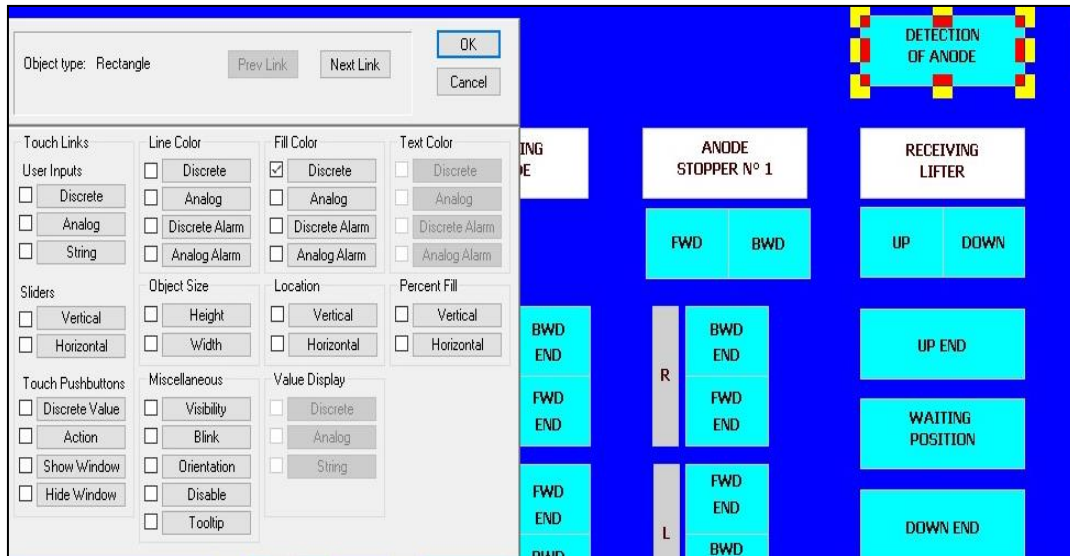 Object type: Rectangle
Prev Link
Next Link
OK
Cancel
Touch Links
User Inputs
Discrete
Analog
String
Sliders
Vertical
Horizontal
Touch Pushbuttons
Discrete Value
Action
Show Window
Hide Window
Line Color
Discrete
Analog
Discrete Alarm
Analog Alarm
Object Size
Height
Width
Miscellaneous
Visibility
Blink
Orientation
Disable
Tooltip
Fill Color
Discrete
Analog
Discrete Alarm
Analog Alarm
Location
Vertical
Horizontal
Value Display
Discrete
Analog
String
Text Color
Discrete
Analog
Discrete Alarm
Analog Alarm
Percent Fill
Vertical
Horizontal
DETECTION
OF ANODE
BWD
END
FWD
END
FWD
END
ANODE
STOPPER Nº 1
FWD BWD
R
BWD
END
FWD
END
L
FWD
END
BWD
RECEIVING
LIFTER
UP DOWN
UP END
WAITING
POSITION
DOWN END